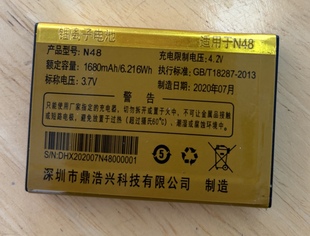 锂离子电池 适用于N48
产品型号：N48 充电限制电压：4.2V
额定容量：1680mAh/6.216Wh 执行标准：GB/T18287-2013
标称电压：3.7V 制造日期：2020年07月
警告
S/N:DHX202007N48000001
5
深圳市鼎浩兴科技有限公司 制造